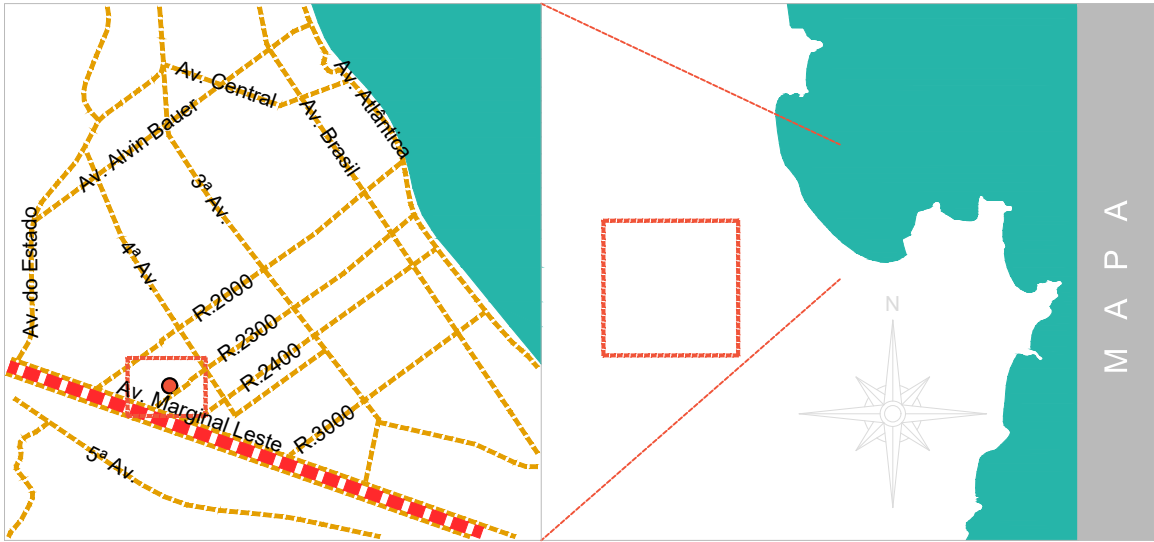 Av. Central
Av. Atlântica
Av. Alvin Bauer
Av. Brasil
3ª Av.
Av. do Estado
4ª Av.
R.2000
R.2300
R.2400
Av. Marginal Leste
R.3000
5ª Av.
N
MAPA